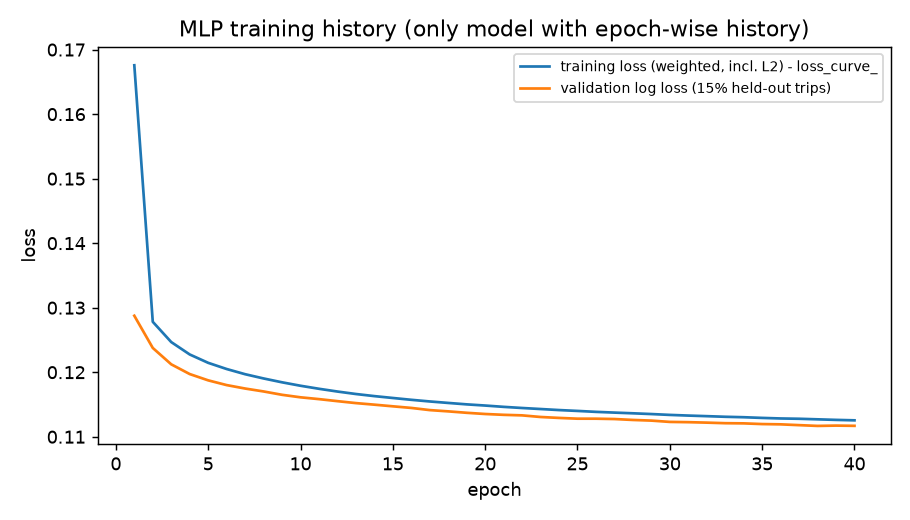 MLP training history (only model with epoch-wise history)
training loss (weighted, incl. L2) - loss_curve_
validation log loss (15% held-out trips)
loss
0.17
0.16
0.15
0.14
0.13
0.12
0.11
0 5 10 15 20 25 30 35 40
epoch